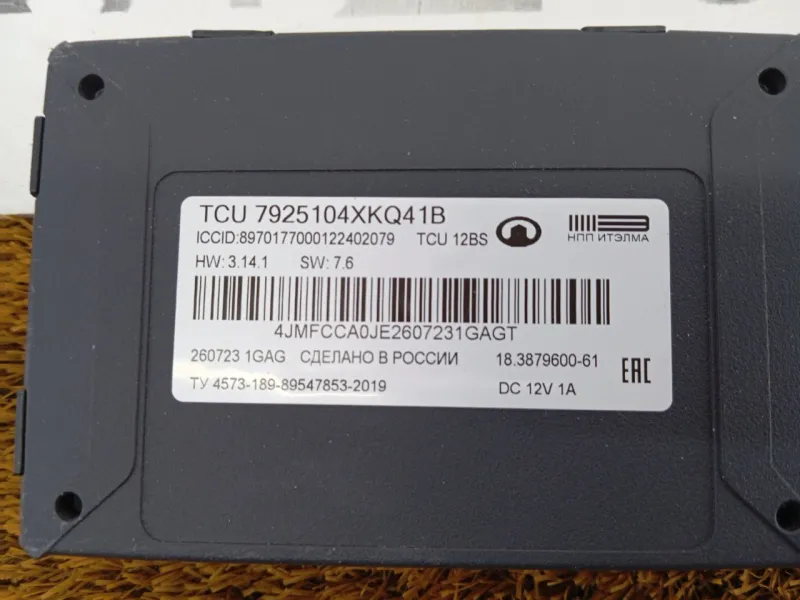 TCU 7925104XKQ41B
ICCID:8970177000122402079 TCU 12BS
НПП ИТЭЛМА
HW: 3.14.1 SW: 7.6
4JMFCCA0JE2607231GAGT
260723 1GAG СДЕЛАНО В РОССИИ 18.3879600-61
EAC
ТУ 4573-189-89547853-2019 DC 12V 1A